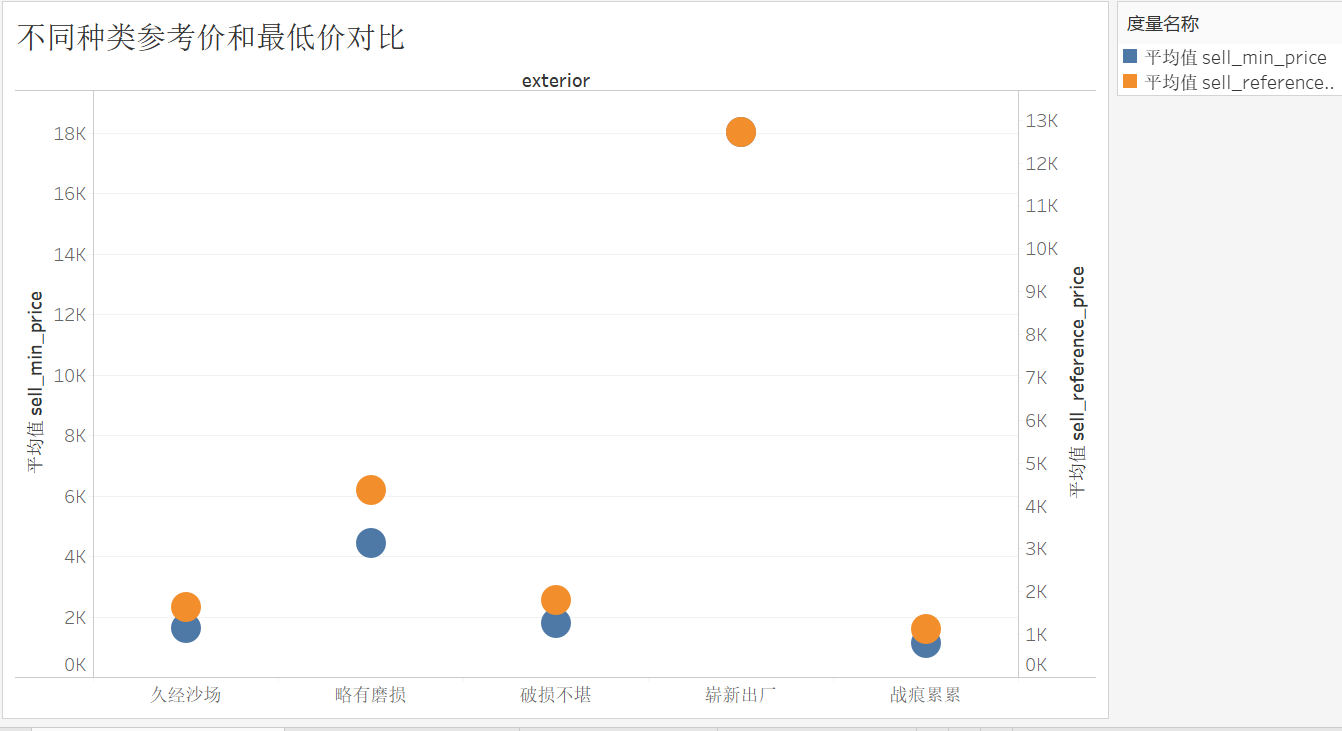 不同种类参考价和最低价对比
度量名称
平均值 sell_min_price
平均值 sell_reference..
exterior
平均值 sell_min_price
18K
16K
14K
12K
10K
8K
6K
4K
2K
0K
13K
12K
11K
10K
9K
8K
7K
6K
5K
4K
3K
2K
1K
0K
平均值 sell_reference_price
久经沙场 略有磨损 破损不堪 崭新出厂 战痕累累